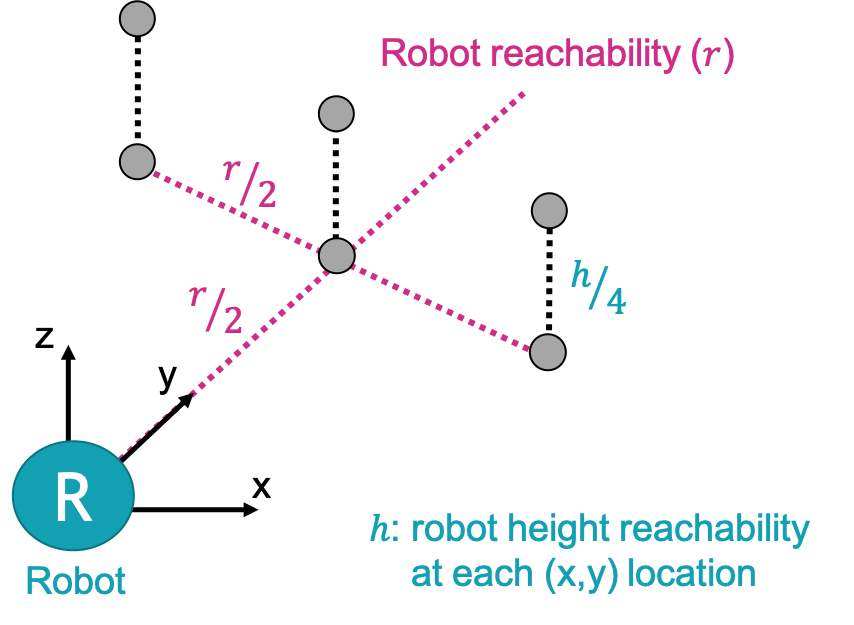 Robot reachability (r)
r/2
r/2
h/4
z
y
x
R
Robot
h: robot height reachability
at each (x,y) location